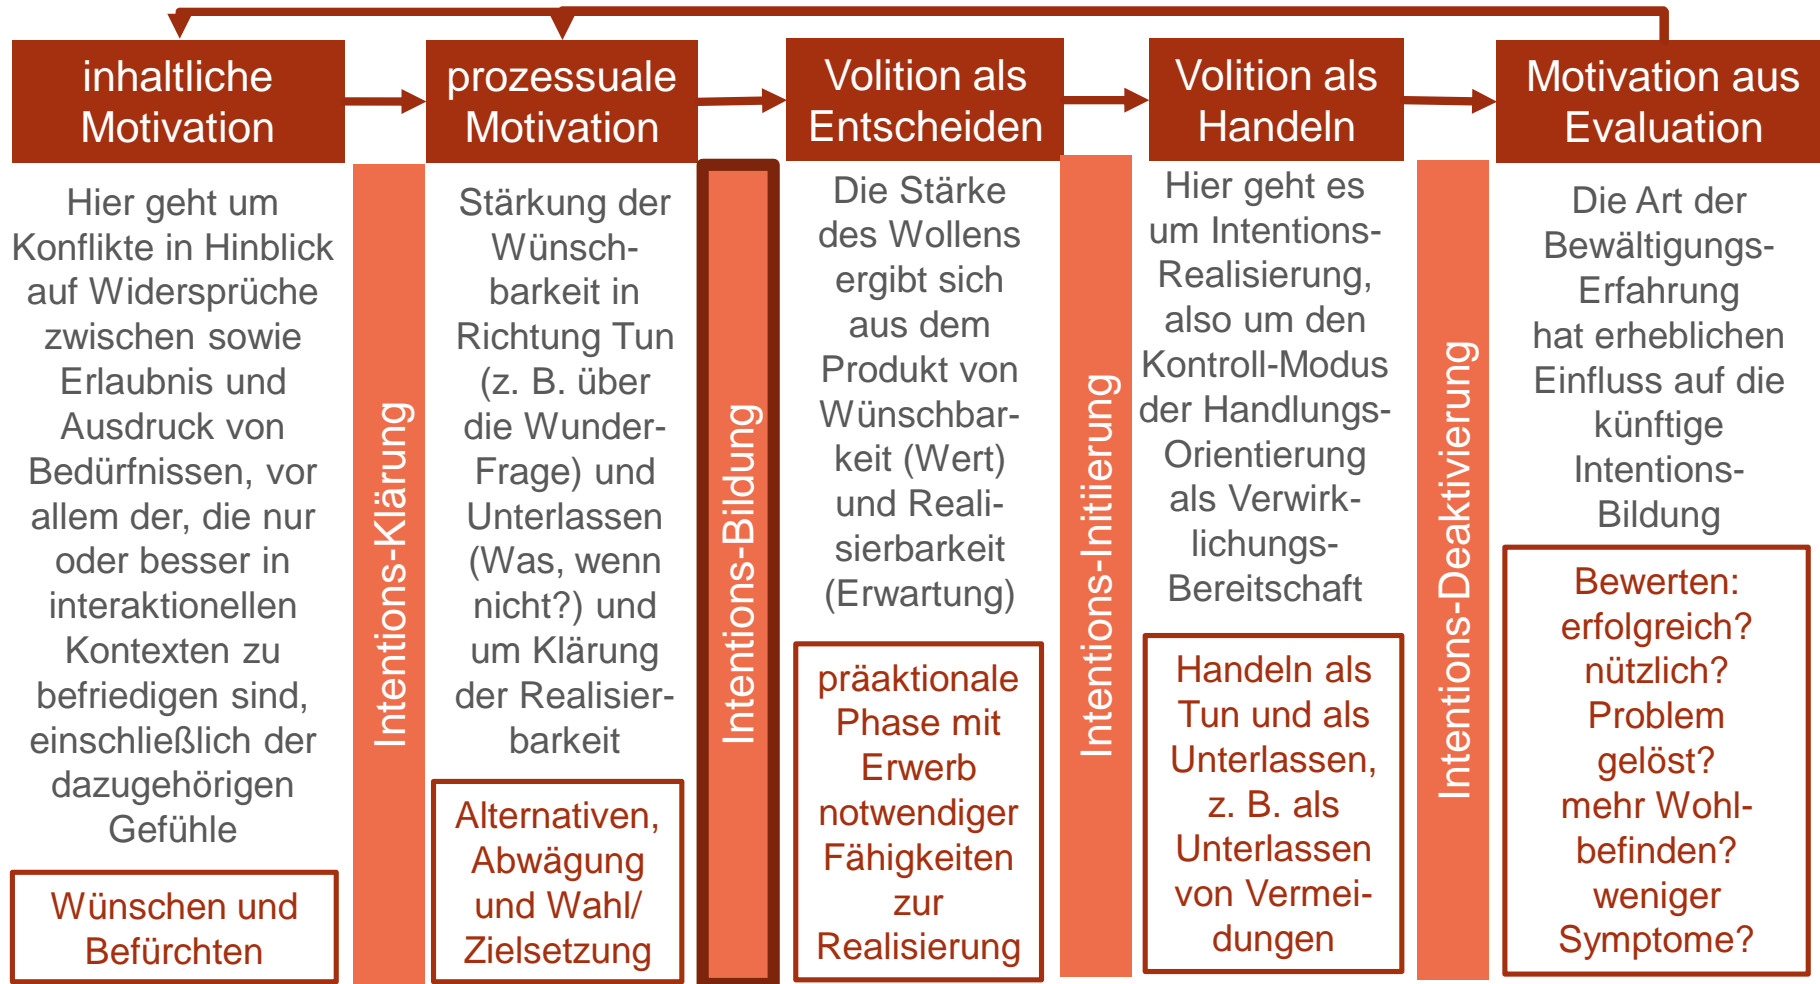 inhaltliche
Motivation
Hier geht um
Konflikte in Hinblick
auf Widersprüche
zwischen sowie
Erlaubnis und
Ausdruck von
Bedürfnissen, vor
allem der, die nur
oder besser in
interaktionellen
Kontexten zu
befriedigen sind,
einschließlich der
dazugehörigen
Gefühle
Wünschen und
Befürchten
Intentions-Klärung
prozessuale
Motivation
Stärkung der
Wünsch-
barkeit in
Richtung Tun
(z. B. über
die Wunder-
Frage) und
Unterlassen
(Was, wenn
nicht?) und
um Klärung
der Realisier-
barkeit
Alternativen,
Abwägung
und Wahl/
Zielsetzung
Intentions-Bildung
Volition als
Entscheiden
Die Stärke
des Wollens
ergibt sich
aus dem
Produkt von
Wünschbar-
keit (Wert)
und Reali-
sierbarkeit
(Erwartung)
präaktionale
Phase mit
Erwerb
notwendiger
Fähigkeiten
zur
Realisierung
Intentions-Initiierung
Volition als
Handeln
Hier geht es
um Intentions-
Realisierung,
also um den
Kontroll-Modus
der Handlungs-
Orientierung
als Verwirk-
lichungs-
Bereitschaft
Handeln als
Tun und als
Unterlassen,
z. B. als
Unterlassen
von Vermei-
dungen
Intentions-Deaktivierung
Motivation aus
Evaluation
Die Art der
Bewältigungs-
Erfahrung
hat erheblichen
Einfluss auf die
künftige
Intentions-
Bildung
Bewerten:
erfolgreich?
nützlich?
Problem
gelöst?
mehr Wohl-
befinden?
weniger
Symptome?